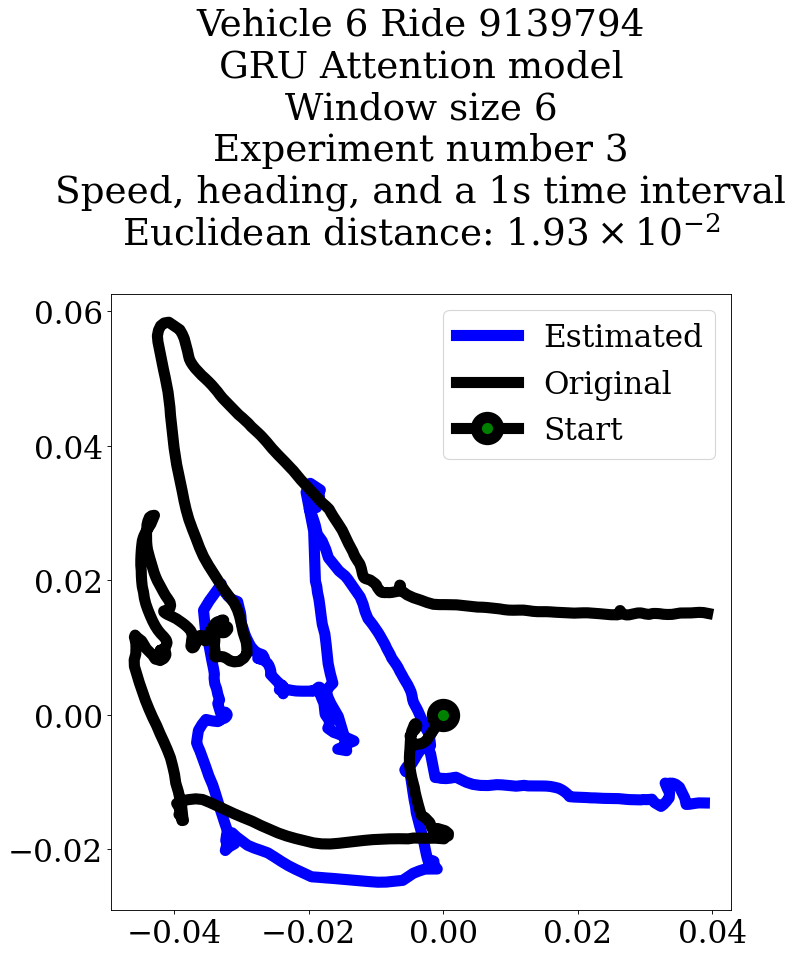 Vehicle 6 Ride 9139794
GRU Attention model
Window size 6
Experiment number 3
Speed, heading, and a 1s time interval
Euclidean distance: 1.93 × 10⁻²
0.06
0.04
0.02
0.00
−0.02
Estimated
Original
Start
−0.04 −0.02 0.00 0.02 0.04